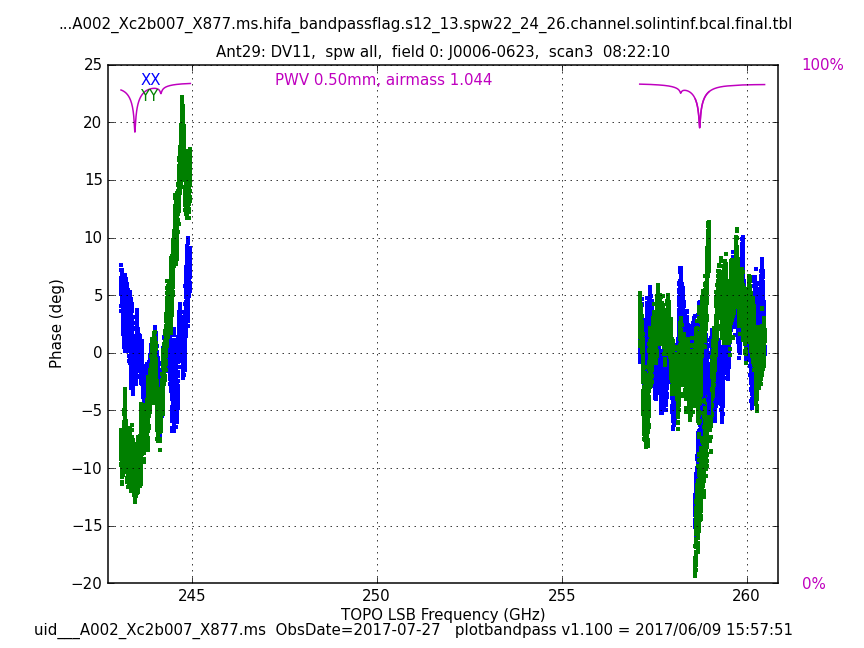 ...A002_Xc2b007_X877.ms.hifa_bandpassflag.s12_13.spw22_24_26.channel.solintinf.bcal.final.tbl
Ant29: DV11,  spw all,  field 0: J0006-0623,  scan3  08:22:10
25
XX
PWV 0.50mm, airmass 1.044
100%
YY
20
15
10
5
0
Phase (deg)
−5
−10
−15
−20
0%
245
250
255
260
TOPO LSB Frequency (GHz)
uid___A002_Xc2b007_X877.ms  ObsDate=2017-07-27   plotbandpass v1.100 = 2017/06/09 15:57:51